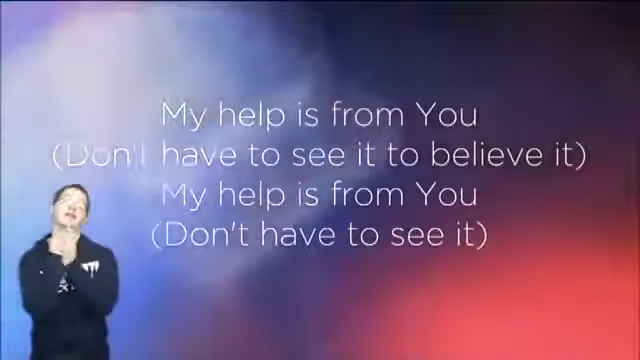 My help is from You
(Don't have to see it to believe it)
My help is from You
(Don't have to see it)